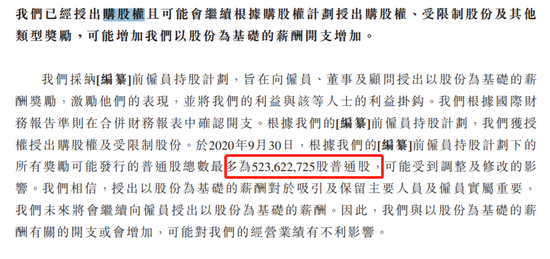 我們已經授出購股權且可能會繼續根據購股權計劃授出購股權、受限制股份及其他
類型獎勵，可能增加我們以股份為基礎的薪酬開支增加。
我們採納[編纂]前僱員持股計劃，旨在向僱員、董事及顧問授出以股份為基礎的薪
酬獎勵，激勵他們的表現，並將我們的利益與該等人士的利益掛鈎。我們根據國際財
務報告準則在合併財務報表中確認開支。根據我們的[編纂]前僱員持股計劃，我們獲授
權授出購股權及受限制股份。於2020年9月30日，根據我們的[編纂]前僱員持股計劃下的
所有獎勵可能發行的普通股總數最多為523,622,725股普通股，可能受到調整及修改的影
響。我們相信，授出以股份為基礎的薪酬對於吸引及保留主要人員及僱員實屬重要，
我們未來將會繼續向僱員授出以股份為基礎的薪酬。因此，我們與以股份為基礎的薪
酬有關的開支或會增加，可能對我們的經營業績有不利影響。